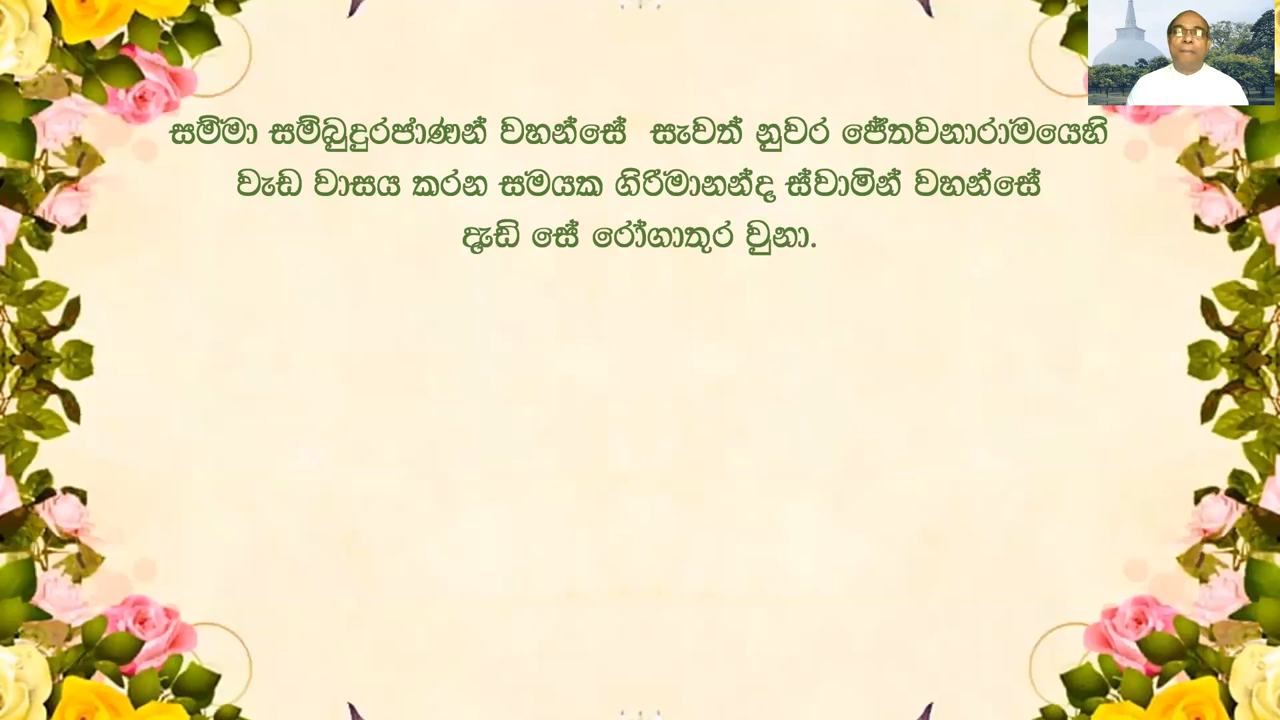 සම්මා සම්බුදුරජාණන් වහන්සේ සැවත් නුවර ජේතවනාරාමයෙහි
වැඩ වාසය කරන සමයක ගිරිමානන්ද ස්වාමින් වහන්සේ
දැඩි සේ රෝගාතුර වුනා.